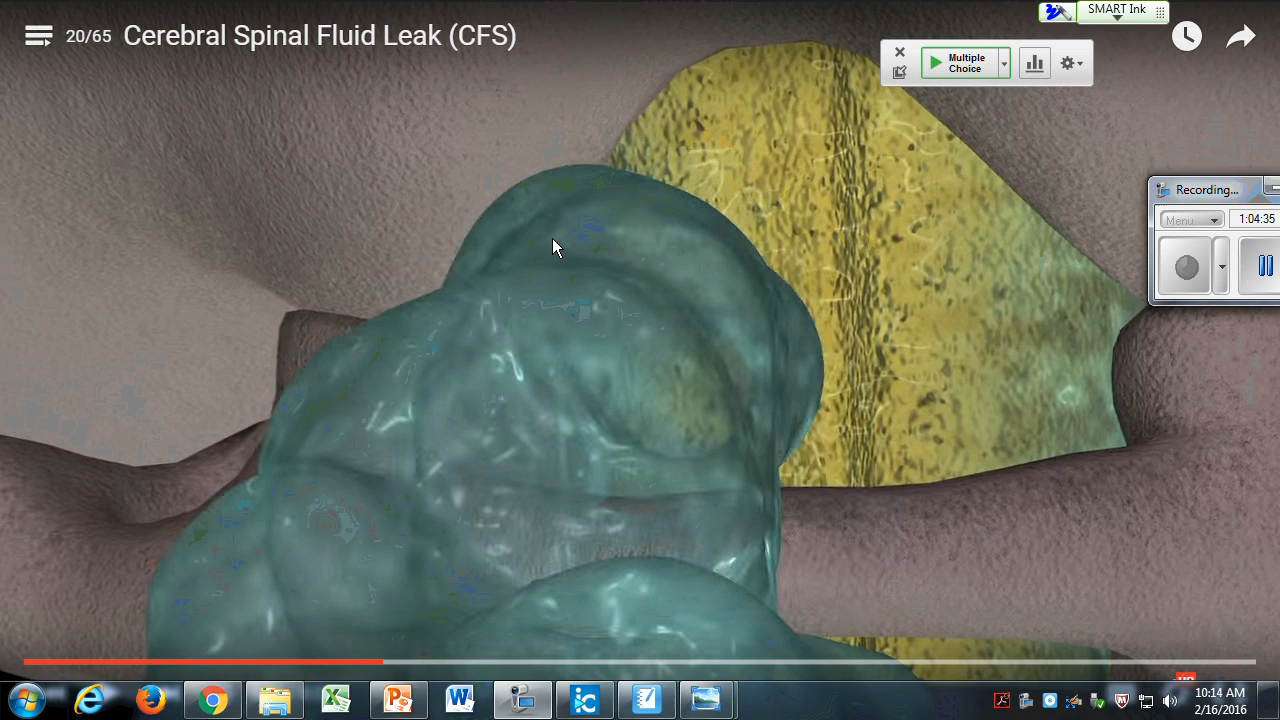 SMART Ink
20/65 Cerebral Spinal Fluid Leak (CFS)
Multiple
Choice
Recording...
Menu
1:04:35
10:14 AM
2/16/2016